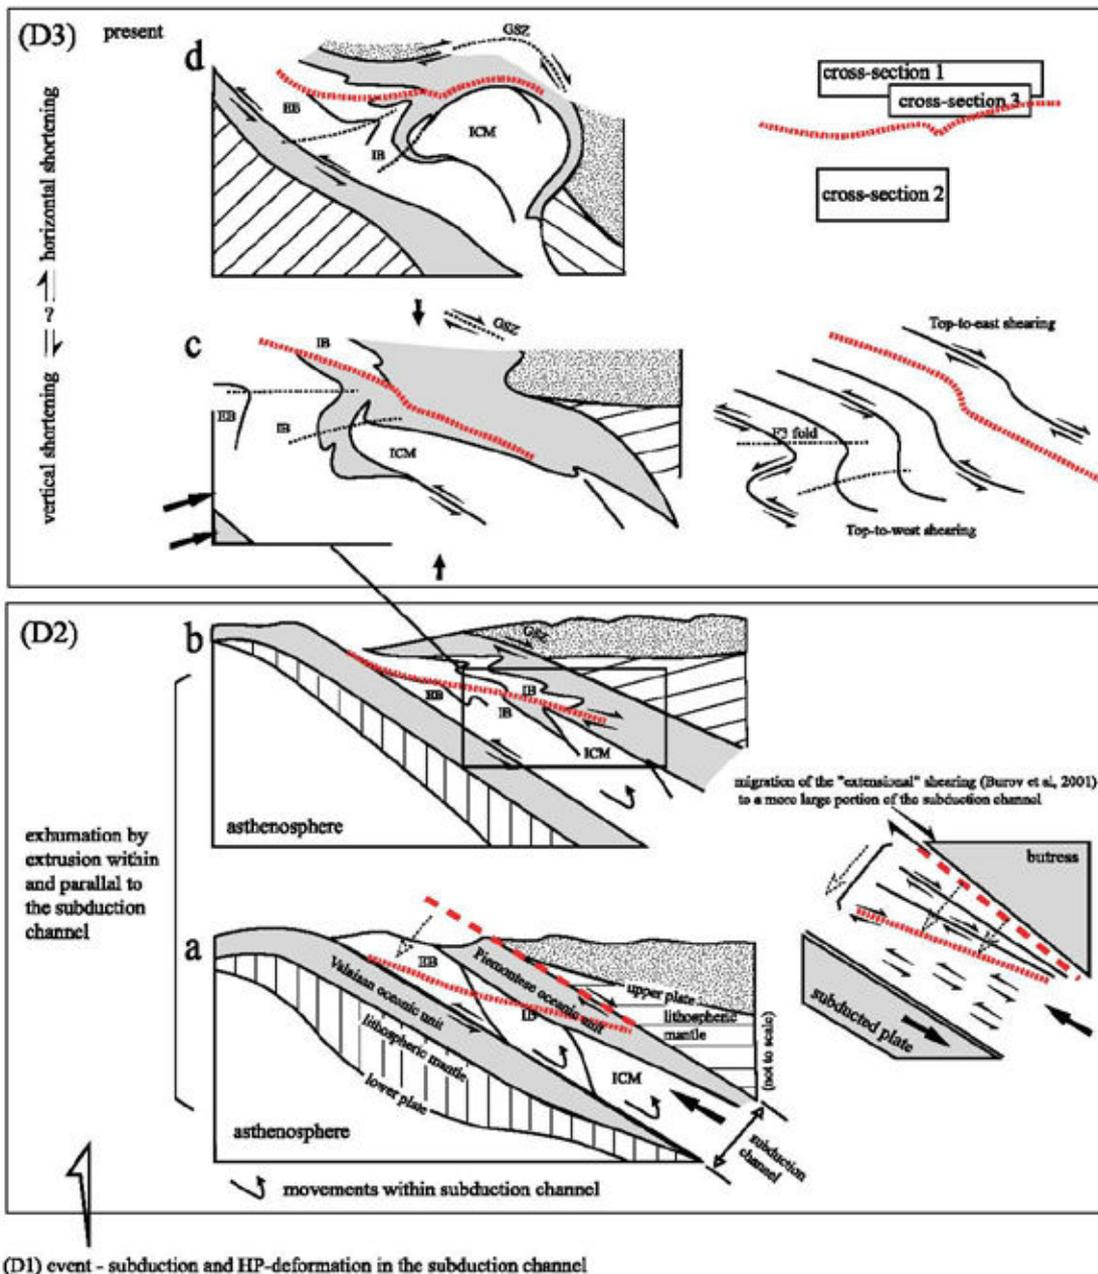 (D3)
present
d
GSZ
EB
IB
ICM
cross-section 1
cross-section 3
cross-section 2
horizontal shortening
?
vertical shortening
c
GSZ
IB
EB
IB
ICM
Top-to-east shearing
F3 fold
Top-to-west shearing
(D2)
b
GSZ
EB
IB
IB
ICM
asthenosphere
migration of the "extensional" shearing (Burov et al, 2001)
to a more large portion of the subduction channel
butress
subducted plate
exhumation by
extrusion within
and parallel to
the subduction
channel
a
EB
Valaisan oceanic unit
lithospheric mantle
lower plate
Piemontese oceanic unit
IB
upper plate
lithospheric
mantle
(not to scale)
ICM
subduction
channel
asthenosphere
movements within subduction channel
(D1) event - subduction and HP-deformation in the subduction channel